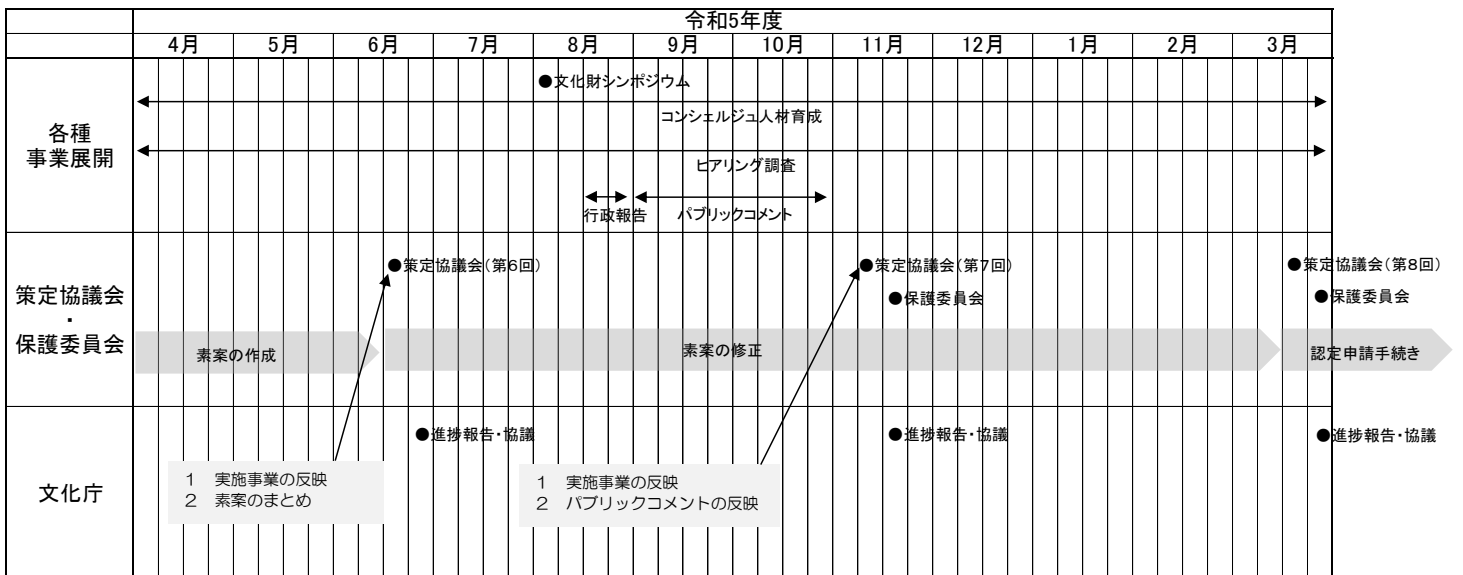 令和5年度
4月 5月 6月 7月 8月 9月 10月 11月 12月 1月 2月 3月
各種
事業展開
●文化財シンポジウム
コンシェルジュ人材育成
ヒアリング調査
行政報告 パブリックコメント
策定協議会
・
保護委員会
●策定協議会(第6回) ●策定協議会(第7回) ●策定協議会(第8回)
●保護委員会 ●保護委員会
素案の作成 素案の修正 認定申請手続き
文化庁
●進捗報告・協議 ●進捗報告・協議 ●進捗報告・協議
1 実施事業の反映
2 素案のまとめ
1 実施事業の反映
2 パブリックコメントの反映